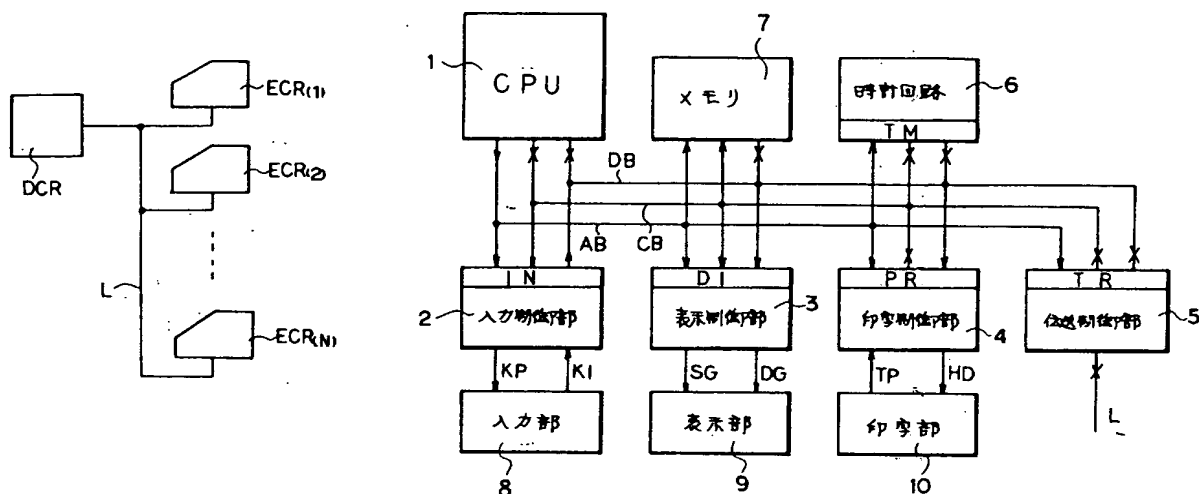 ECR(1)
DCR
ECR(2)
L
ECR(N)
1
CPU
7
メモリ
6
時計回路
TM
DB
AB
CB
IN
2
入力制御部
DI
3
表示制御部
PR
4
印字制御部
TR
5
伝送制御部
KP
KI
SG
DG
TP
HD
L
入力部
8
表示部
9
印字部
10